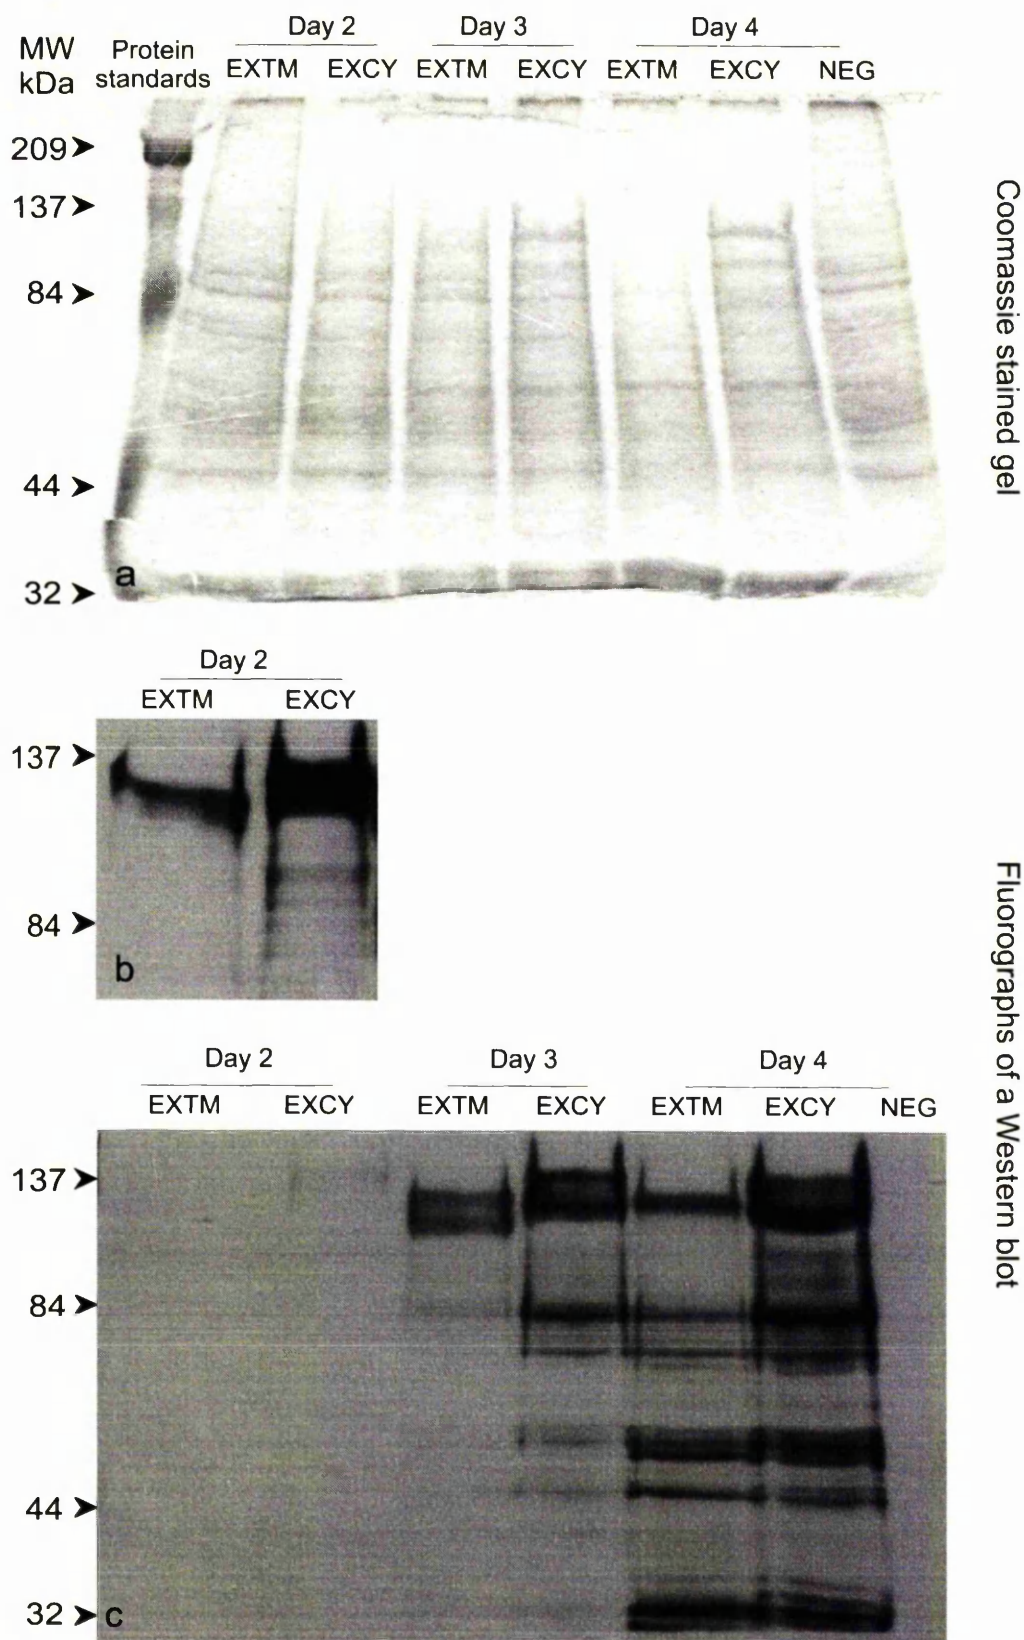 Day 2 Day 3 Day 4
MW kDa
Protein standards
EXTM EXCY EXTM EXCY EXTM EXCY NEG
209
137
84
44
32
a
Coomassie stained gel
Day 2
EXTM EXCY
137
84
b
Day 2 Day 3 Day 4
EXTM EXCY EXTM EXCY EXTM EXCY NEG
137
84
44
32
c
Fluorographs of a Western blot